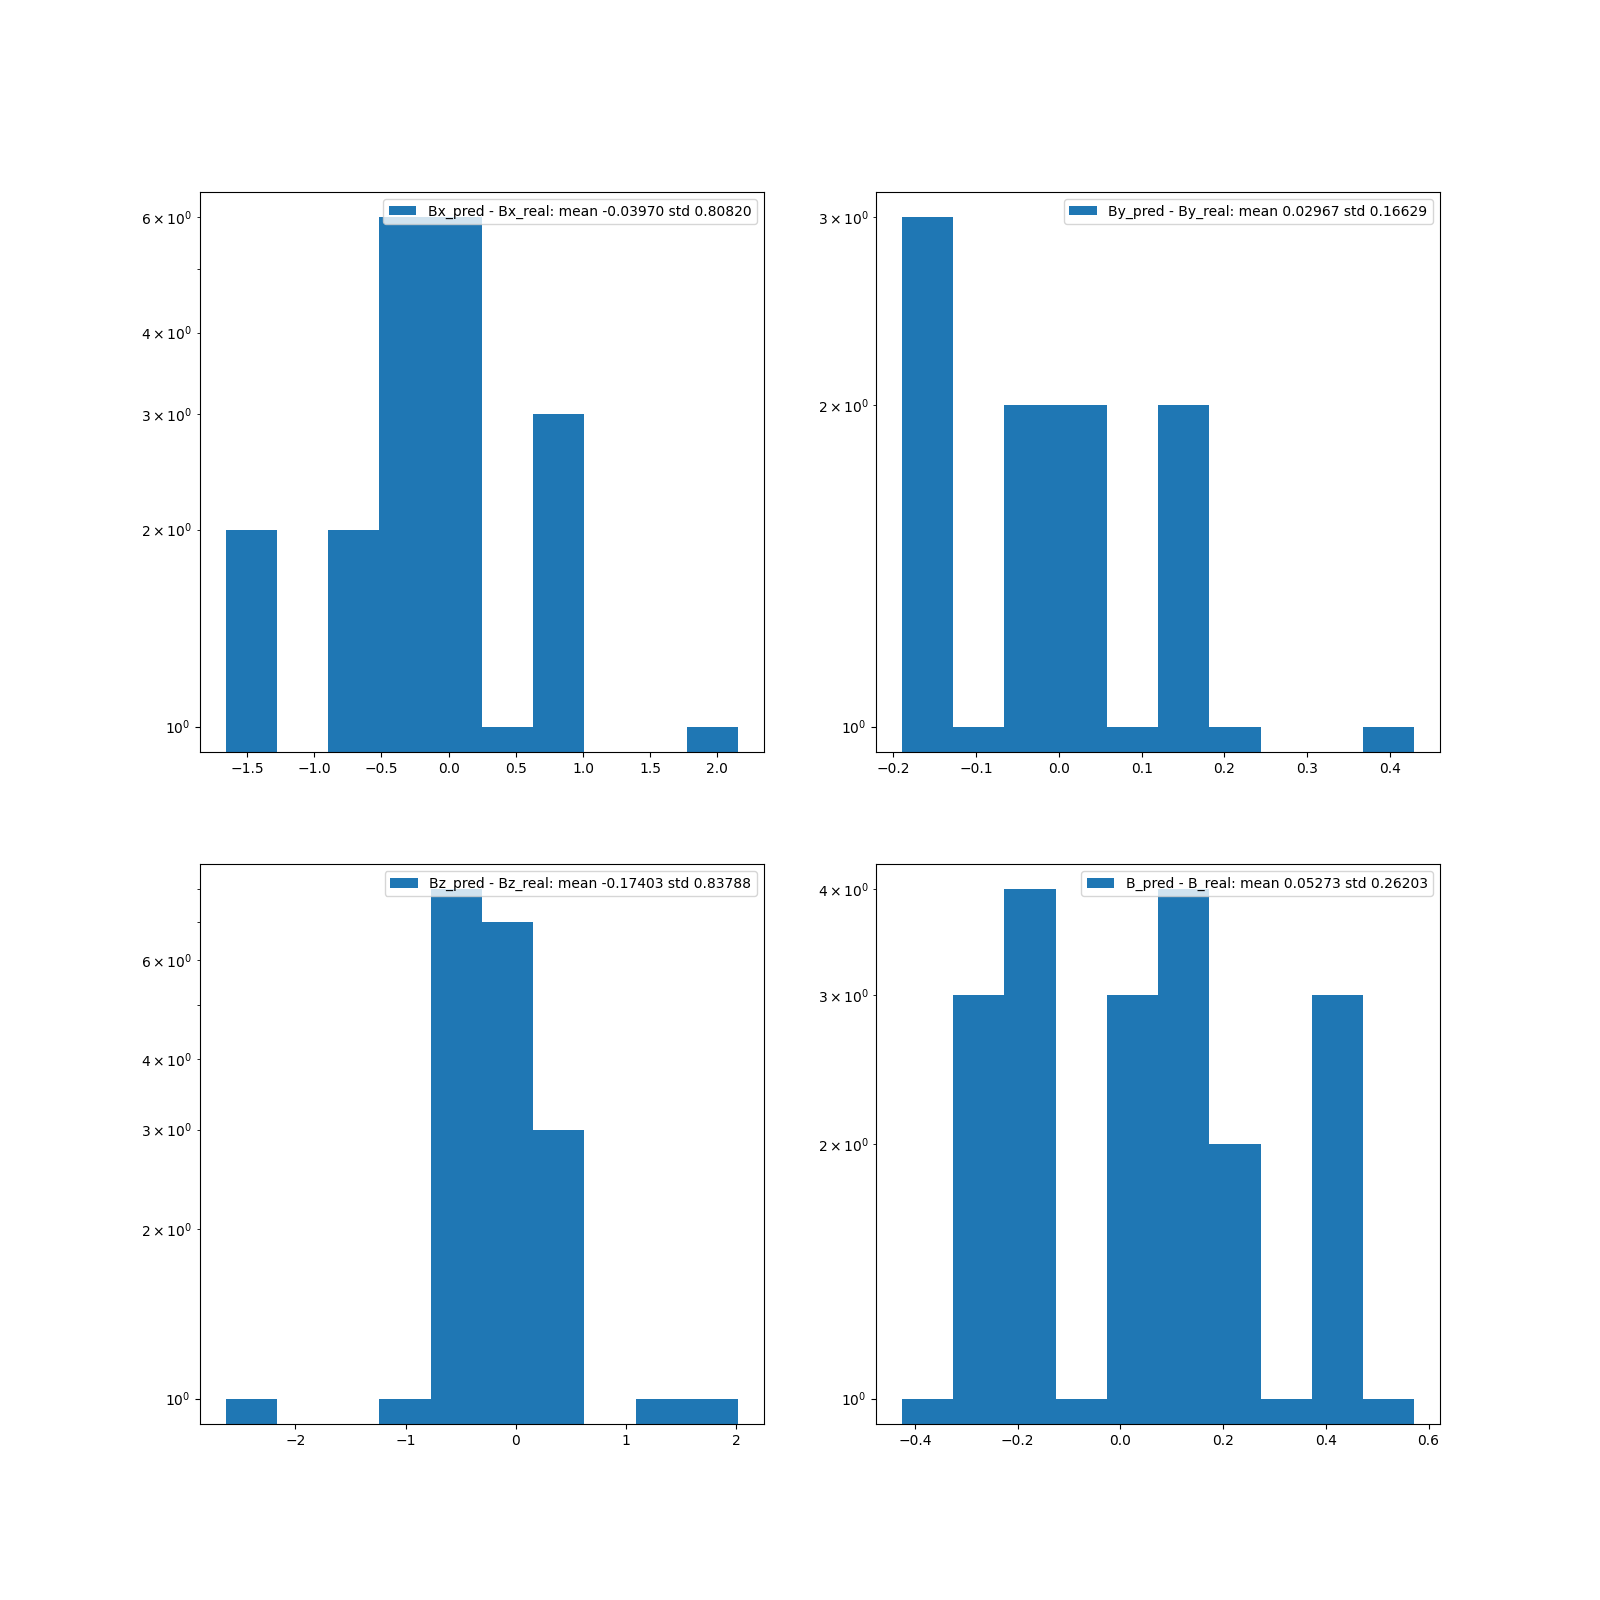 Bx_pred - Bx_real: mean -0.03970 std 0.80820
6 × 10⁰
4 × 10⁰
3 × 10⁰
2 × 10⁰
10⁰
−1.5 −1.0 −0.5 0.0 0.5 1.0 1.5 2.0
By_pred - By_real: mean 0.02967 std 0.16629
3 × 10⁰
2 × 10⁰
10⁰
−0.2 −0.1 0.0 0.1 0.2 0.3 0.4
Bz_pred - Bz_real: mean -0.17403 std 0.83788
6 × 10⁰
4 × 10⁰
3 × 10⁰
2 × 10⁰
10⁰
−2 −1 0 1 2
B_pred - B_real: mean 0.05273 std 0.26203
4 × 10⁰
3 × 10⁰
2 × 10⁰
10⁰
−0.4 −0.2 0.0 0.2 0.4 0.6